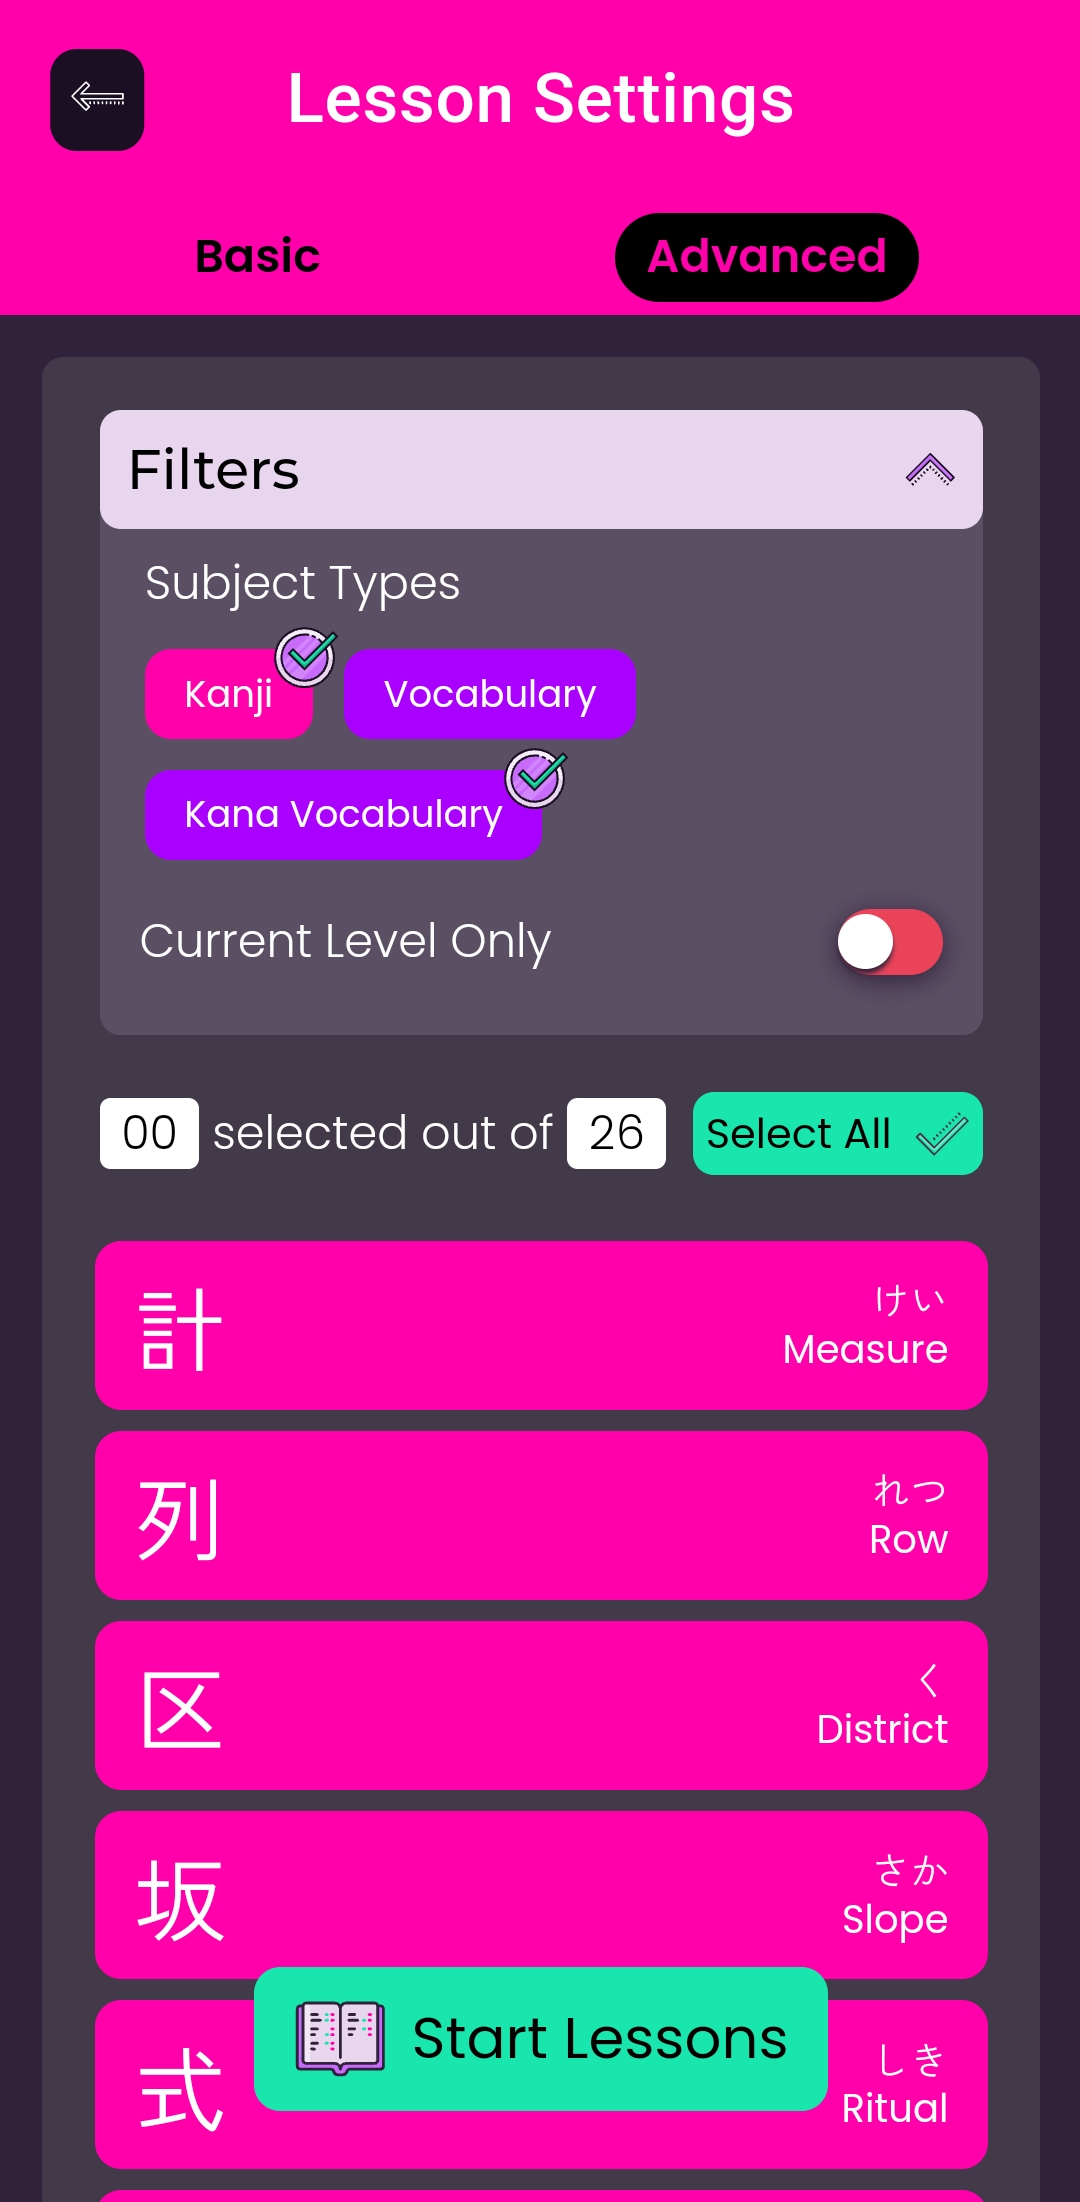 Lesson Settings
Basic
Advanced
Filters
Subject Types
Kanji
Vocabulary
Kana Vocabulary
Current Level Only
00 selected out of 26
Select All
計
けい
Measure
列
れつ
Row
区
く
District
坂
さか
Slope
式
しき
Ritual
Start Lessons